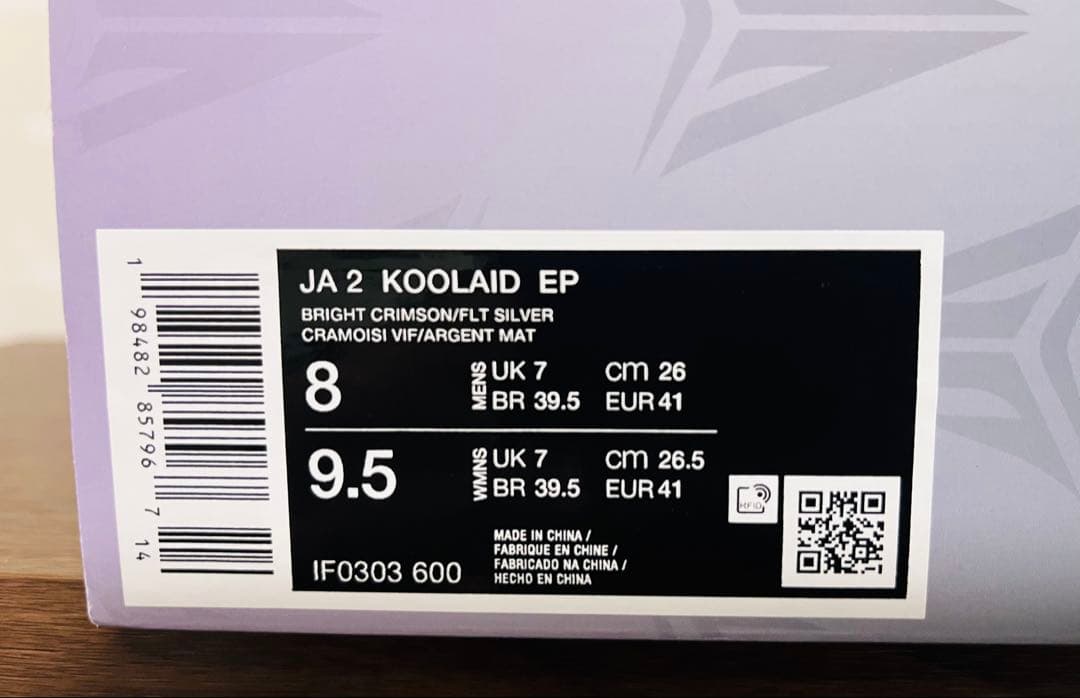 1 98482 85796 7 14
JA 2 KOOLAID EP
BRIGHT CRIMSON/FLT SILVER
CRAMOISI VIF/ARGENT MAT
8 MENS UK 7 cm 26
BR 39.5 EUR 41
9.5 WMNS UK 7 cm 26.5
BR 39.5 EUR 41
RFID
MADE IN CHINA /
FABRIQUE EN CHINE /
FABRICADO NA CHINA /
HECHO EN CHINA
IF0303 600